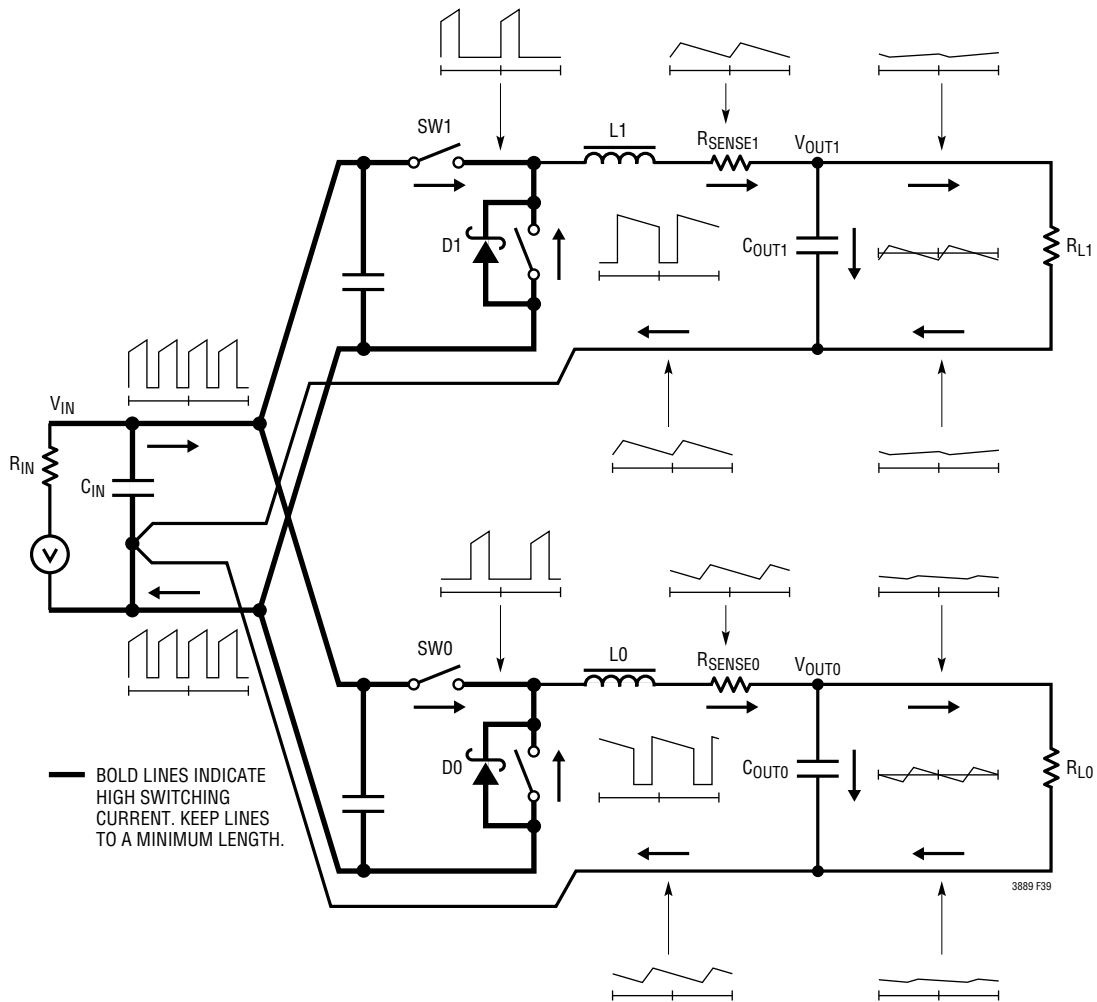 SW1
L1
RSENSE1
VOUT1
D1
COUT1
RL1
VIN
RIN
CIN
V
SW0
L0
RSENSE0
VOUT0
D0
COUT0
RL0
BOLD LINES INDICATE
HIGH SWITCHING
CURRENT. KEEP LINES
TO A MINIMUM LENGTH.
3889 F39